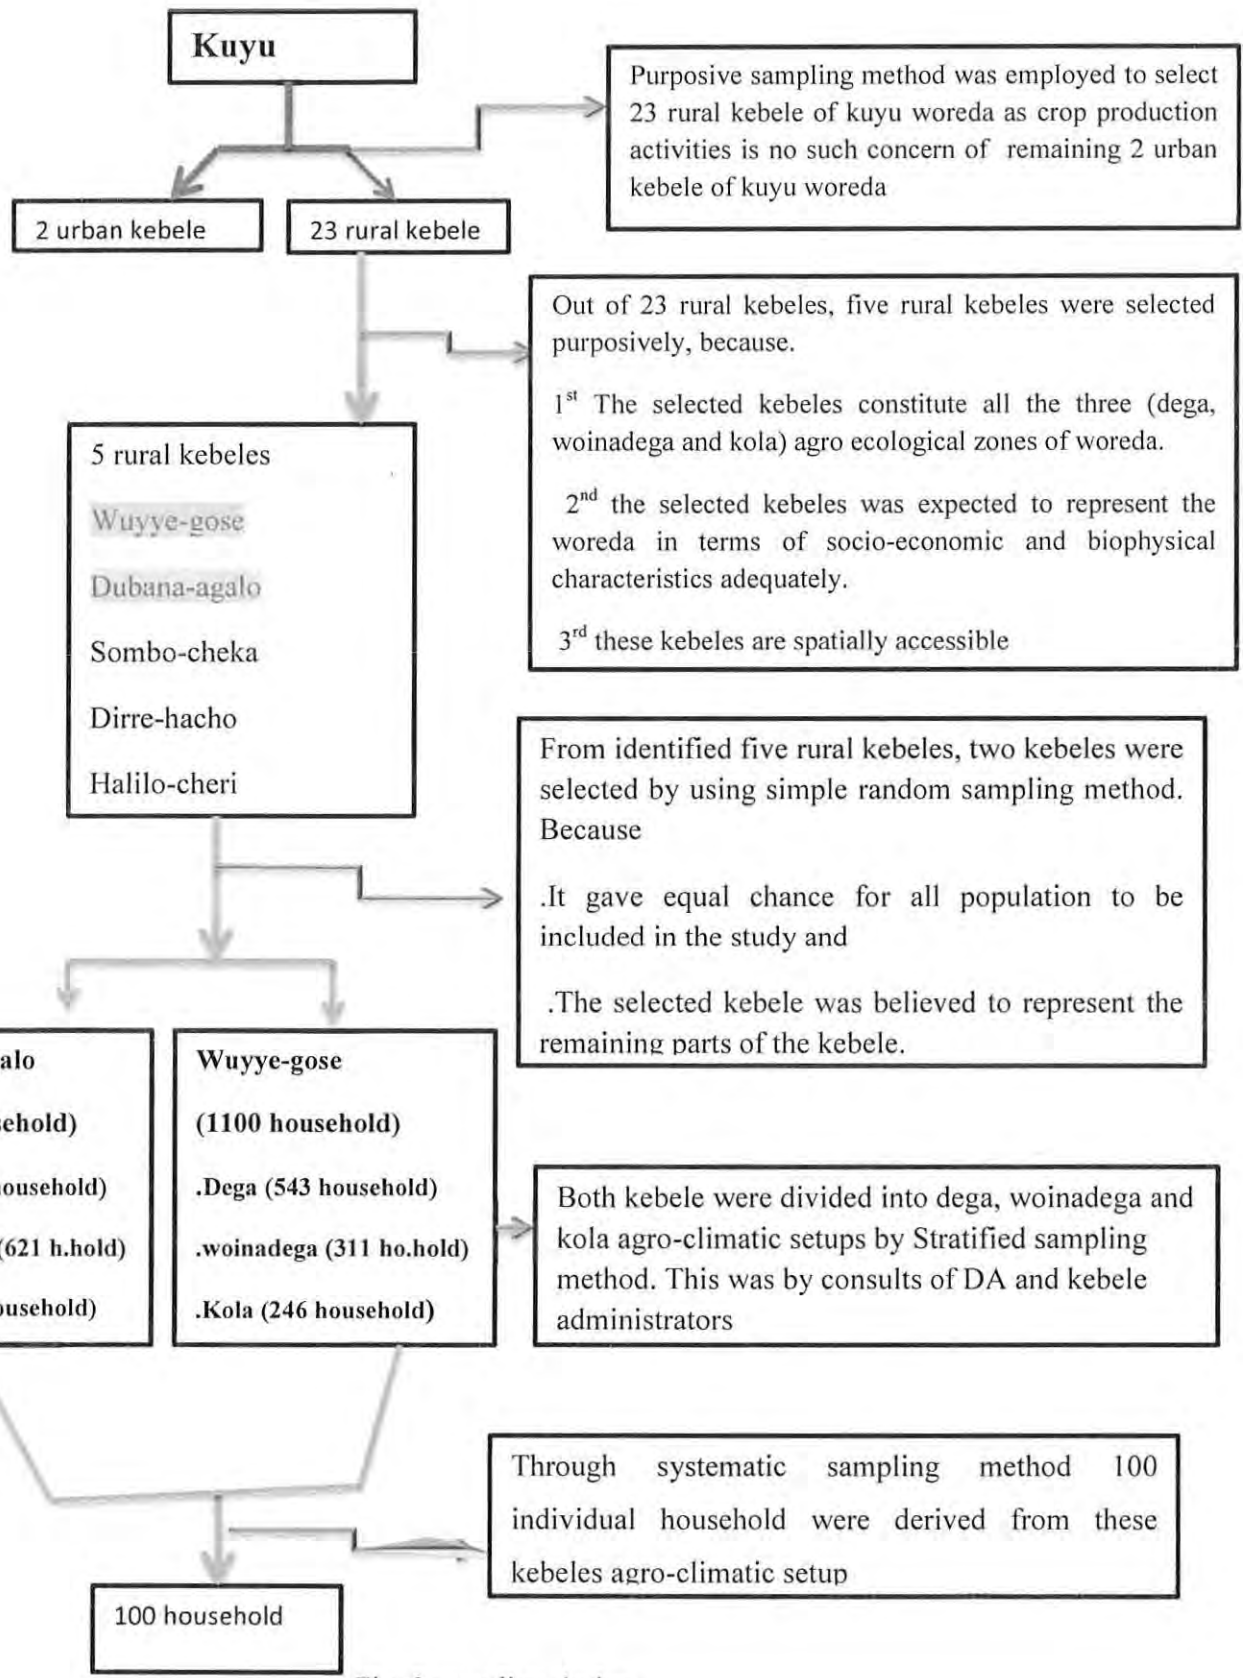 Kuyu
Purposive sampling method was employed to select
23 rural kebele of kuyu woreda as crop production
activities is no such concern of remaining 2 urban
kebele of kuyu woreda
2 urban kebele
23 rural kebele
Out of 23 rural kebeles, five rural kebeles were selected
purposively, because.
1st The selected kebeles constitute all the three (dega,
woinadega and kola) agro ecological zones of woreda.
2nd the selected kebeles was expected to represent the
woreda in terms of socio-economic and biophysical
characteristics adequately.
3rd these kebeles are spatially accessible
5 rural kebeles
Wuyye-gose
Dubana-agalo
Sombo-cheka
Dirre-hacho
Halilo-cheri
From identified five rural kebeles, two kebeles were
selected by using simple random sampling method.
Because
.It gave equal chance for all population to be
included in the study and
.The selected kebele was believed to represent the
remaining parts of the kebele.
alo
sehold)
household)
(621 h.hold)
ousehold)
Wuyye-gose
(1100 household)
.Dega (543 household)
.woinadega (311 ho.hold)
.Kola (246 household)
Both kebele were divided into dega, woinadega and
kola agro-climatic setups by Stratified sampling
method. This was by consults of DA and kebele
administrators
Through systematic sampling method 100
individual household were derived from these
kebeles agro-climatic setup
100 household